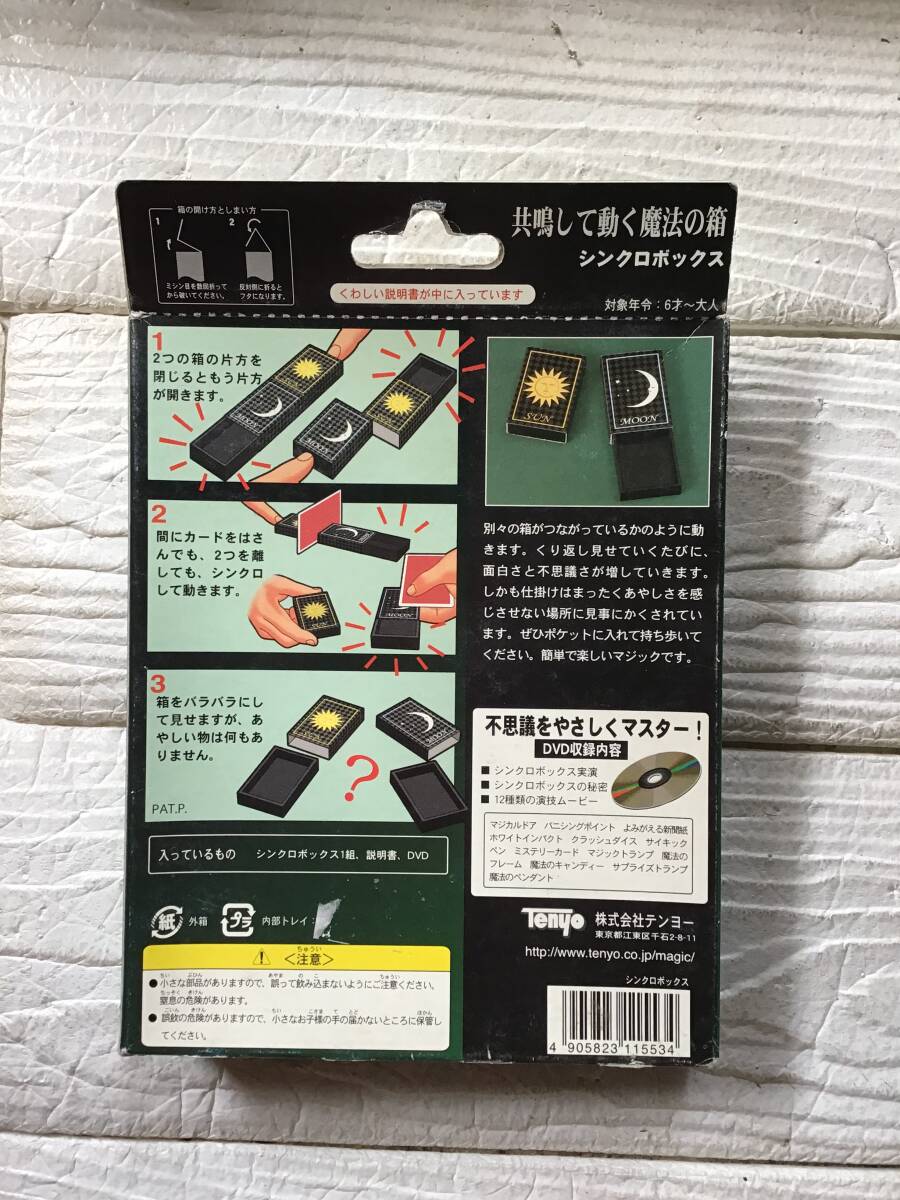 箱の開け方としまい方
1
2
ミシン目を数回折って
から破いてください。
反対側に折ると
フタになります。
くわしい説明書が中に入っています
共鳴して動く魔法の箱
シンクロボックス
対象年令：6才～大人
1
2つの箱の片方を
閉じるともう片方
が開きます。
SUN
MOON
MOON
2
間にカードをはさ
んでも、2つを離
しても、シンクロ
して動きます。
SUN
MOON
3
箱をバラバラにし
て見せますが、あ
やしい物は何もあ
りません。
MOON
?
PAT.P.
入っているもの　シンクロボックス1組、説明書、DVD
紙 外箱 プラ 内部トレイ：
⚠ ＜注意＞
ちゅうい
●小さな部品がありますので、誤って飲み込まないようにご注意ください。
窒息の危険があります。
●誤飲の危険がありますので、小さなお子様の手の届かないところに保管し
てください。
SUN
MOON
別々の箱がつながっているかのように動
きます。くり返し見せていくたびに、
面白さと不思議さが増していきます。
しかも仕掛けはまったくあやしさを感
じさせない場所に見事にかくされてい
ます。ぜひポケットに入れて持ち歩いて
ください。簡単で楽しいマジックです。
不思議をやさしくマスター！
DVD収録内容
■シンクロボックス実演
■シンクロボックスの秘密
■12種類の演技ムービー
マジカルドア　バニシングポイント　よみがえる新聞紙
ホワイトインパクト　クラッシュダイス　サイキック
ペン　ミステリーカード　マジックトランプ　魔法の
フレーム　魔法のキャンディー　サプライズトランプ
魔法のペンダント
Tenyo 株式会社テンヨー
東京都江東区千石2-8-11
http://www.tenyo.co.jp/magic/
シンクロボックス
4 905823 115534